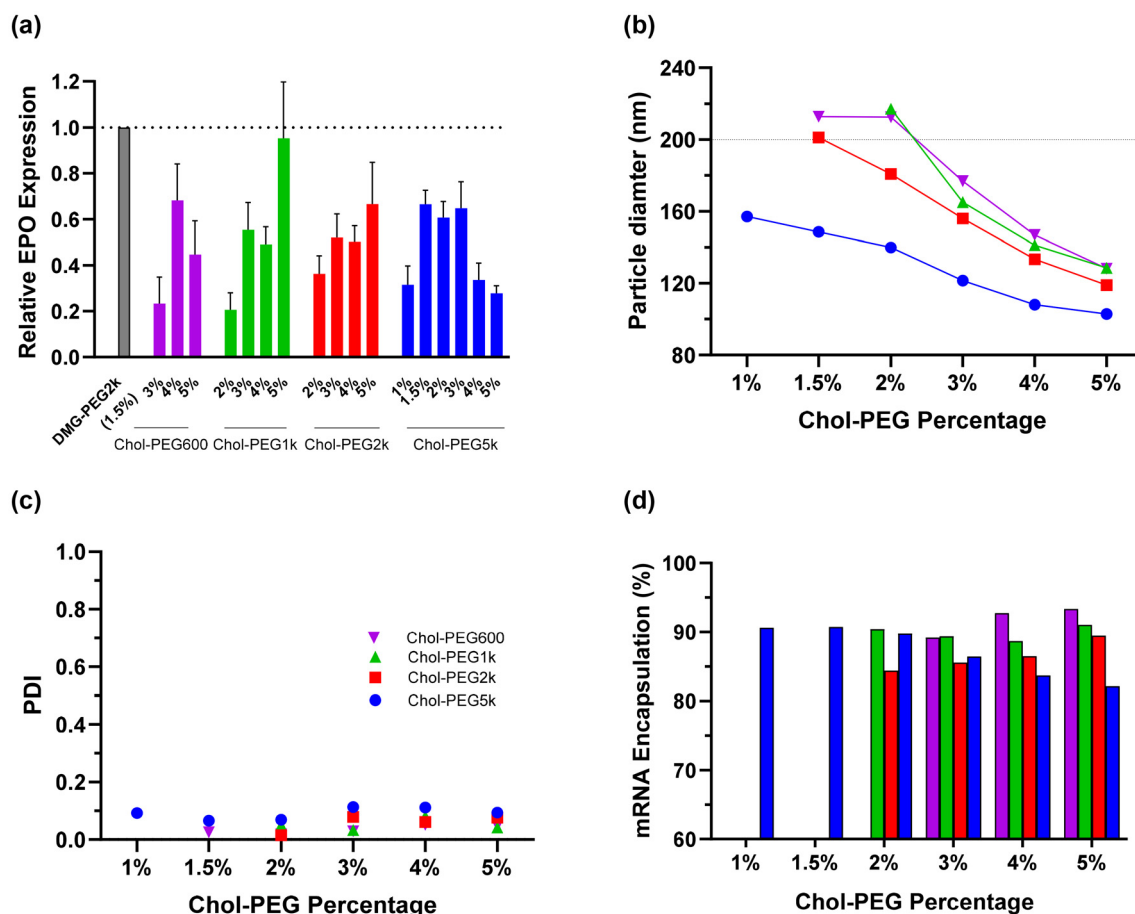 (a)
Relative EPO Expression
1.2
1.0
0.8
0.6
0.4
0.2
0.0
DMG-PEG2k
(1.5%)
3%
4%
5%
2%
3%
4%
5%
2%
3%
4%
5%
1%
1.5%
2%
3%
4%
5%
Chol-PEG600
Chol-PEG1k
Chol-PEG2k
Chol-PEG5k
(b)
Particle diamter (nm)
240
200
160
120
80
1%
1.5%
2%
3%
4%
5%
Chol-PEG Percentage
(c)
PDI
1.0
0.8
0.6
0.4
0.2
0.0
Chol-PEG600
Chol-PEG1k
Chol-PEG2k
Chol-PEG5k
1%
1.5%
2%
3%
4%
5%
Chol-PEG Percentage
(d)
mRNA Encapsulation (%)
100
90
80
70
60
1%
1.5%
2%
3%
4%
5%
Chol-PEG Percentage